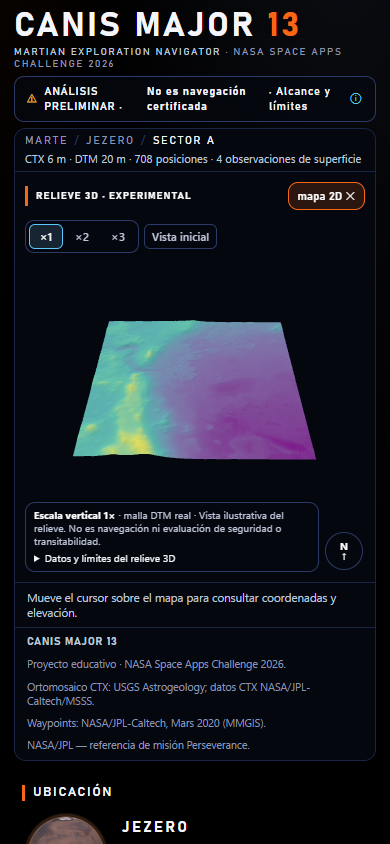 CANIS MAJOR 13
MARTIAN EXPLORATION NAVIGATOR · NASA SPACE APPS
CHALLENGE 2026
ANÁLISIS PRELIMINAR · No es navegación certificada · Alcance y límites
MARTE / JEZERO / SECTOR A
CTX 6 m · DTM 20 m · 708 posiciones · 4 observaciones de superficie
RELIEVE 3D · EXPERIMENTAL
mapa 2D ✕
×1 ×2 ×3 Vista inicial
Escala vertical 1× · malla DTM real · Vista ilustrativa del
relieve. No es navegación ni evaluación de seguridad o
transitabilidad.
▶ Datos y límites del relieve 3D
N
↑
Mueve el cursor sobre el mapa para consultar coordenadas y
elevación.
CANIS MAJOR 13
Proyecto educativo · NASA Space Apps Challenge 2026.
Ortomosaico CTX: USGS Astrogeology; datos CTX NASA/JPL-
Caltech/MSSS.
Waypoints: NASA/JPL-Caltech, Mars 2020 (MMGIS).
NASA/JPL — referencia de misión Perseverance.
UBICACIÓN
JEZERO